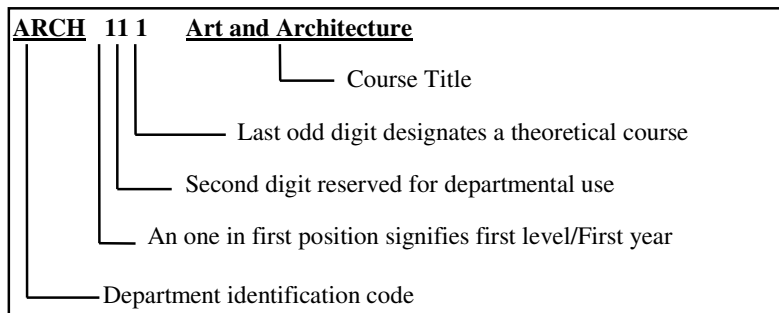 ARCH 11 1 Art and Architecture
Course Title
Last odd digit designates a theoretical course
Second digit reserved for departmental use
An one in first position signifies first level/First year
Department identification code